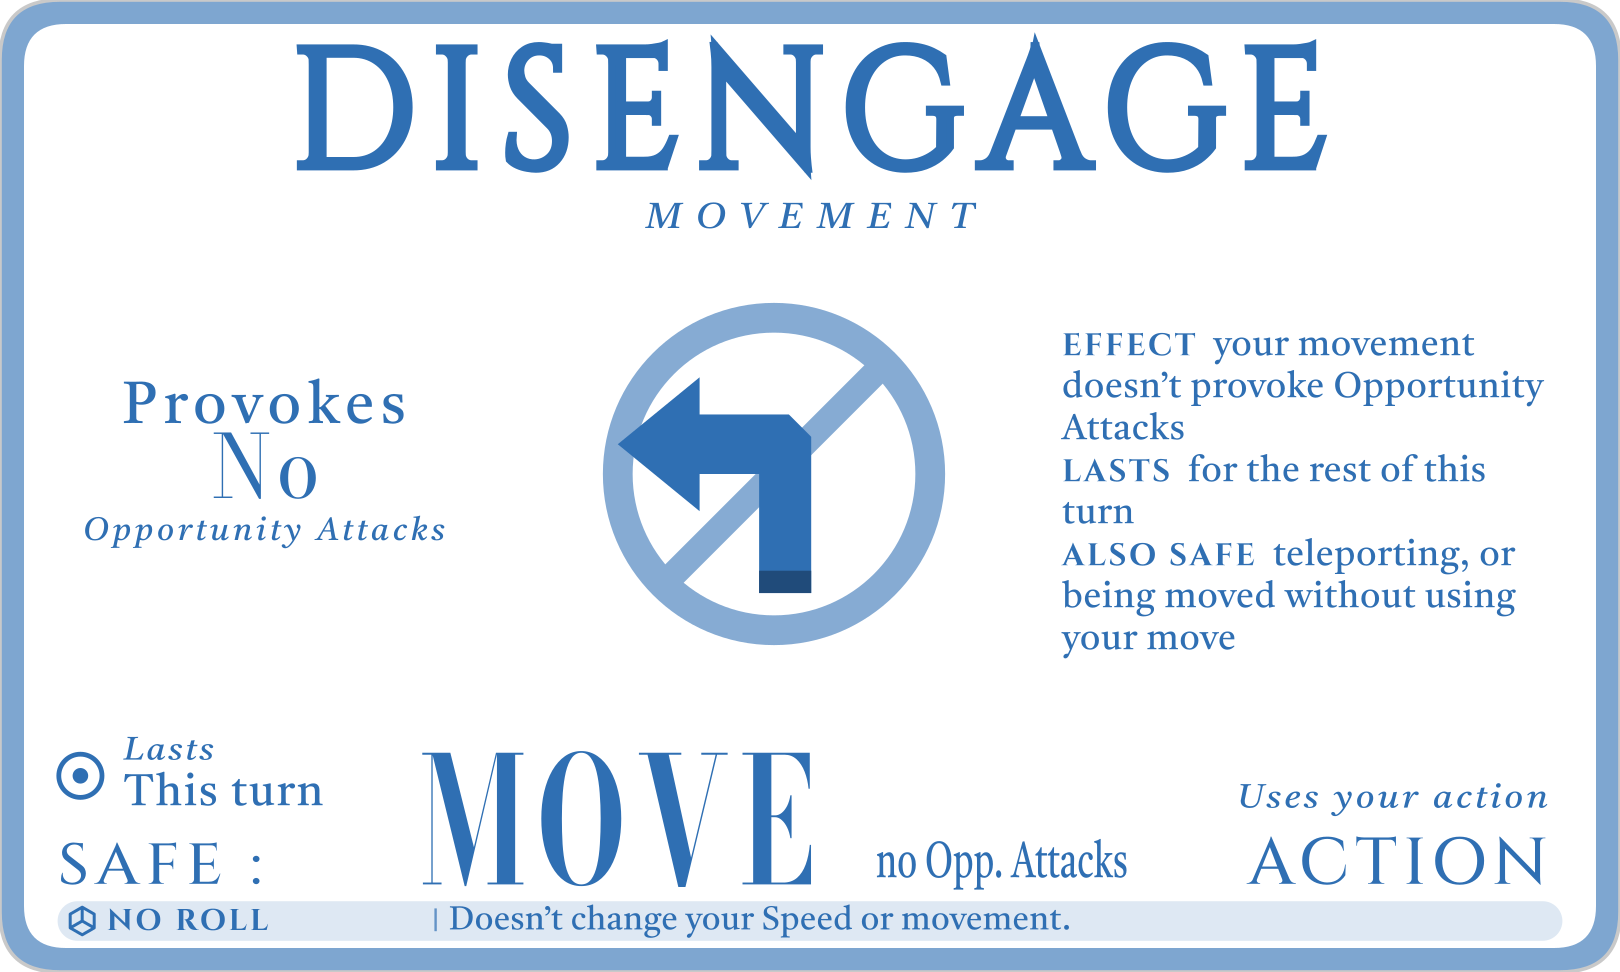 DISENGAGE
MOVEMENT
Provokes
No
Opportunity Attacks
EFFECT your movement
doesn’t provoke Opportunity
Attacks
LASTS for the rest of this
turn
ALSO SAFE teleporting, or
being moved without using
your move
Lasts
This turn
SAFE :
MOVE
no Opp. Attacks
Uses your action
ACTION
NO ROLL
| Doesn’t change your Speed or movement.